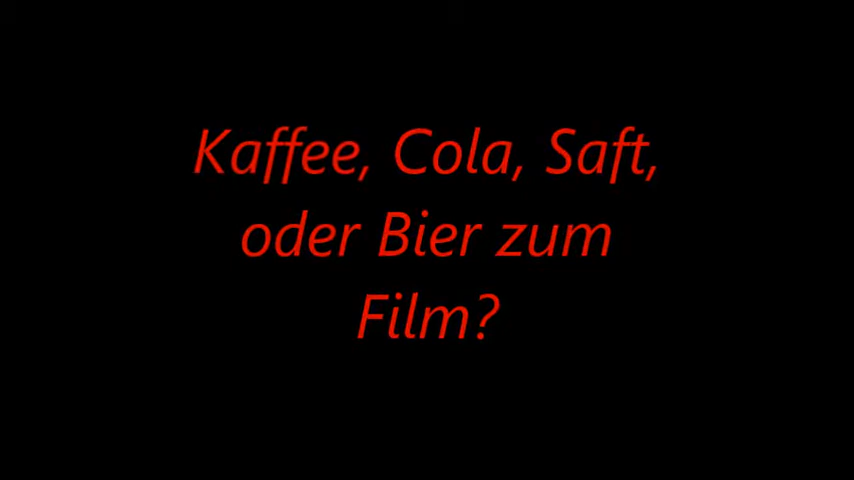 Kaffee, Cola, Saft,
oder Bier zum
Film?